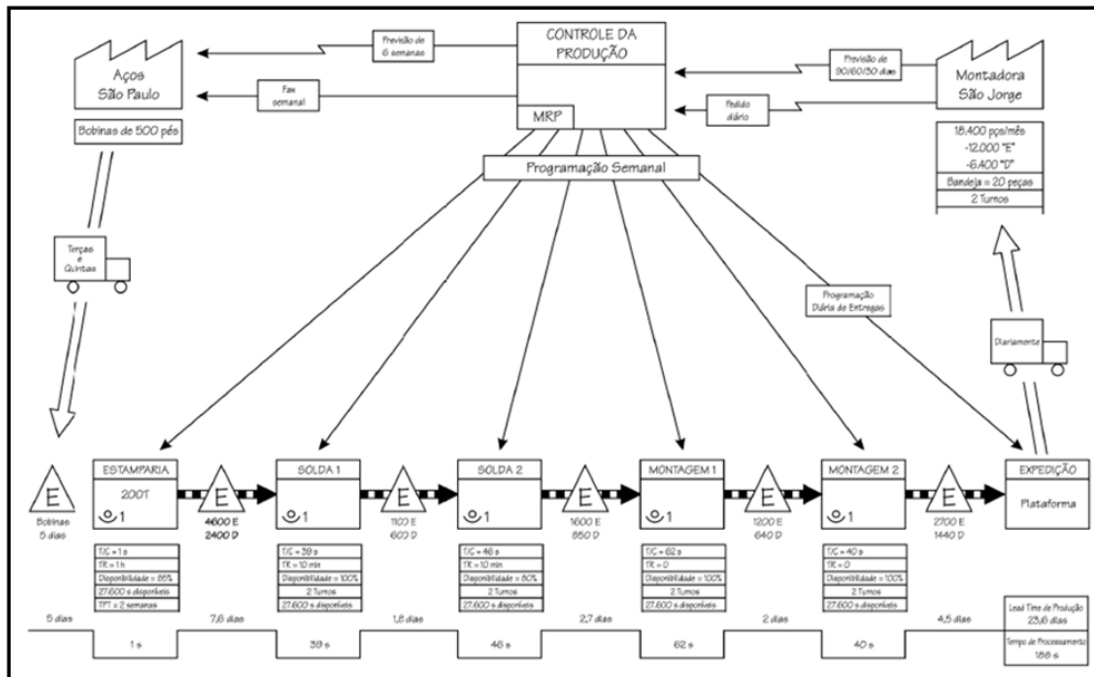 Aços
São Paulo
Bobinas de 500 pés
Previsão de
6 semanas
Fax
semanal
CONTROLE DA
PRODUÇÃO
MRP
Previsão de
90/60/30 dias
Pedido
diário
Montadora
São Jorge
18.400 pçs/mês
-12.000 "E"
-6.400 "D"
Bandeja = 20 peças
2 Turnos
Programação Semanal
Terças
e
Quintas
Programação
Diária de Entregas
Diariamente
E
Bobinas
5 dias
ESTAMPARIA
200T
1
T/C = 1 s
TR = 1 h
Disponibilidade = 85%
27.600 s disponíveis
TPT = 2 semanas
E
4600 E
2400 D
SOLDA 1
1
T/C = 39 s
TR = 10 min
Disponibilidade = 100%
2 Turnos
27.600 s disponíveis
E
1100 E
600 D
SOLDA 2
1
T/C = 46 s
TR = 10 min
Disponibilidade = 80%
2 Turnos
27.600 s disponíveis
E
1600 E
850 D
MONTAGEM 1
1
T/C = 62 s
TR = 0
Disponibilidade = 100%
2 Turnos
27.600 s disponíveis
E
1200 E
640 D
MONTAGEM 2
1
T/C = 40 s
TR = 0
Disponibilidade = 100%
2 Turnos
27.600 s disponíveis
E
2700 E
1440 D
EXPEDIÇÃO
Plataforma
5 dias
1 s
7,6 dias
39 s
1,8 dias
46 s
2,7 dias
62 s
2 dias
40 s
4,5 dias
Lead Time de Produção
23,6 dias
Tempo de Processamento
188 s